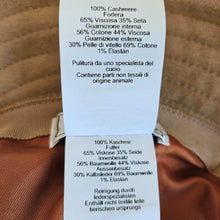 100% Cashmere
Fodera
65% Viscosa 35% Seta
Guarnizione interna
56% Cotone 44% Viscosa
Guarnizione esterna
30% Pelle di vitello 69% Cotone
1% Elastan
Pulitura da uno specialista del
cuoio
Contiene parti non tessili di
origine animale
100% Kaschmir
Futter
65% Viskose 35% Seide
Innenbesatz
56% Baumwolle 44% Viskose
Aussenbesatz
30% Kalbsleder 69% Baumwolle
1% Elastan
Reinigung durch
lederspezialist
Enthält nicht textile teile
tierischen ursprungs